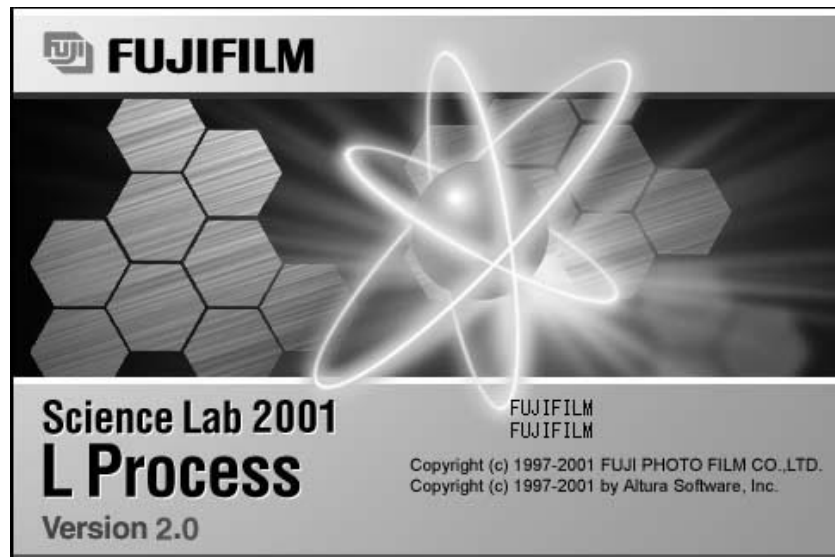 FUJI FUJIFILM
Science Lab 2001
L Process
Version 2.0
FUJIFILM
FUJIFILM
Copyright (c) 1997-2001 FUJI PHOTO FILM CO.,LTD.
Copyright (c) 1997-2001 by Altura Software, Inc.